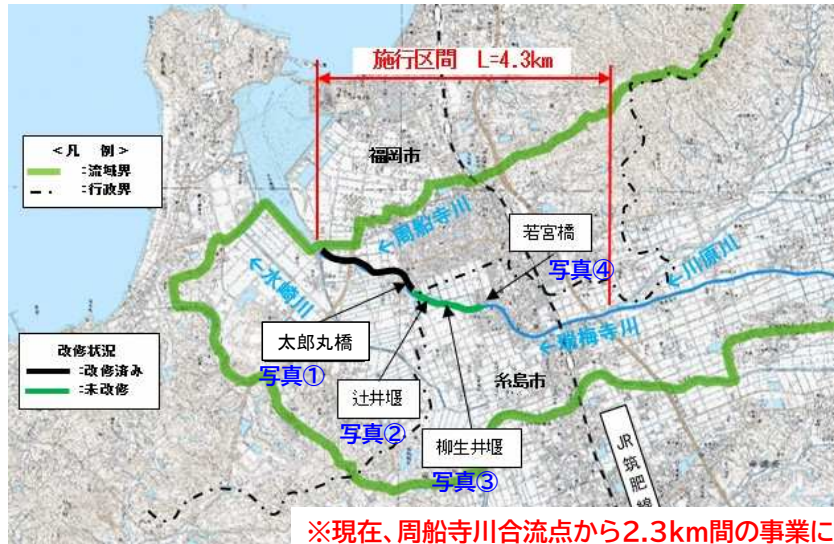 施行区間 L=4.3km
<凡 例>
:流域界
:行政界
福岡市
←周船寺川
若宮橋
写真④
←川原川
←水崎川
←瑞梅寺川
太郎丸橋
写真①
改修状況
:改修済み
:未改修
辻井堰
写真②
糸島市
柳生井堰
写真③
JR筑肥線
※現在、周船寺川合流点から2.3km間の事業に